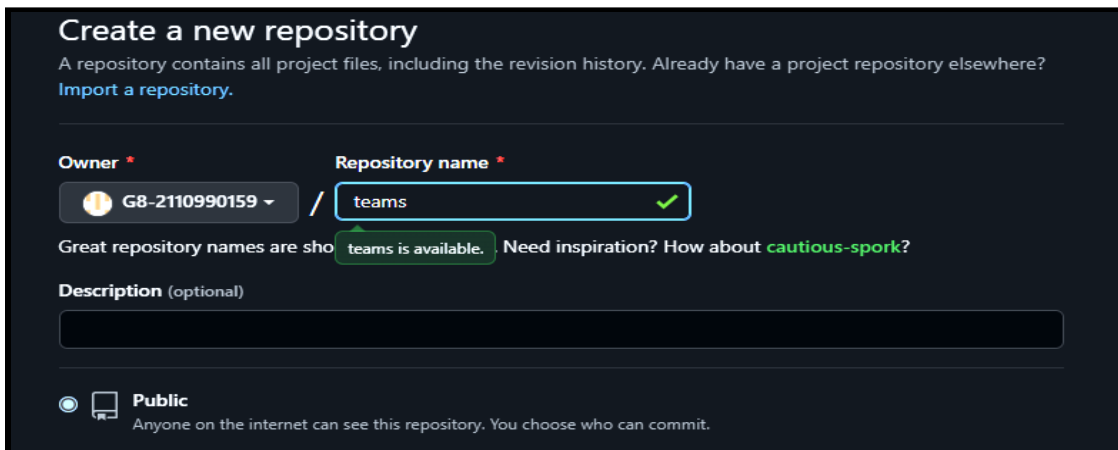 Create a new repository
A repository contains all project files, including the revision history. Already have a project repository elsewhere?
Import a repository.
Owner *
Repository name *
G8-2110990159
/
teams
Great repository names are sho
teams is available.
Need inspiration? How about cautious-spork?
Description (optional)
Public
Anyone on the internet can see this repository. You choose who can commit.